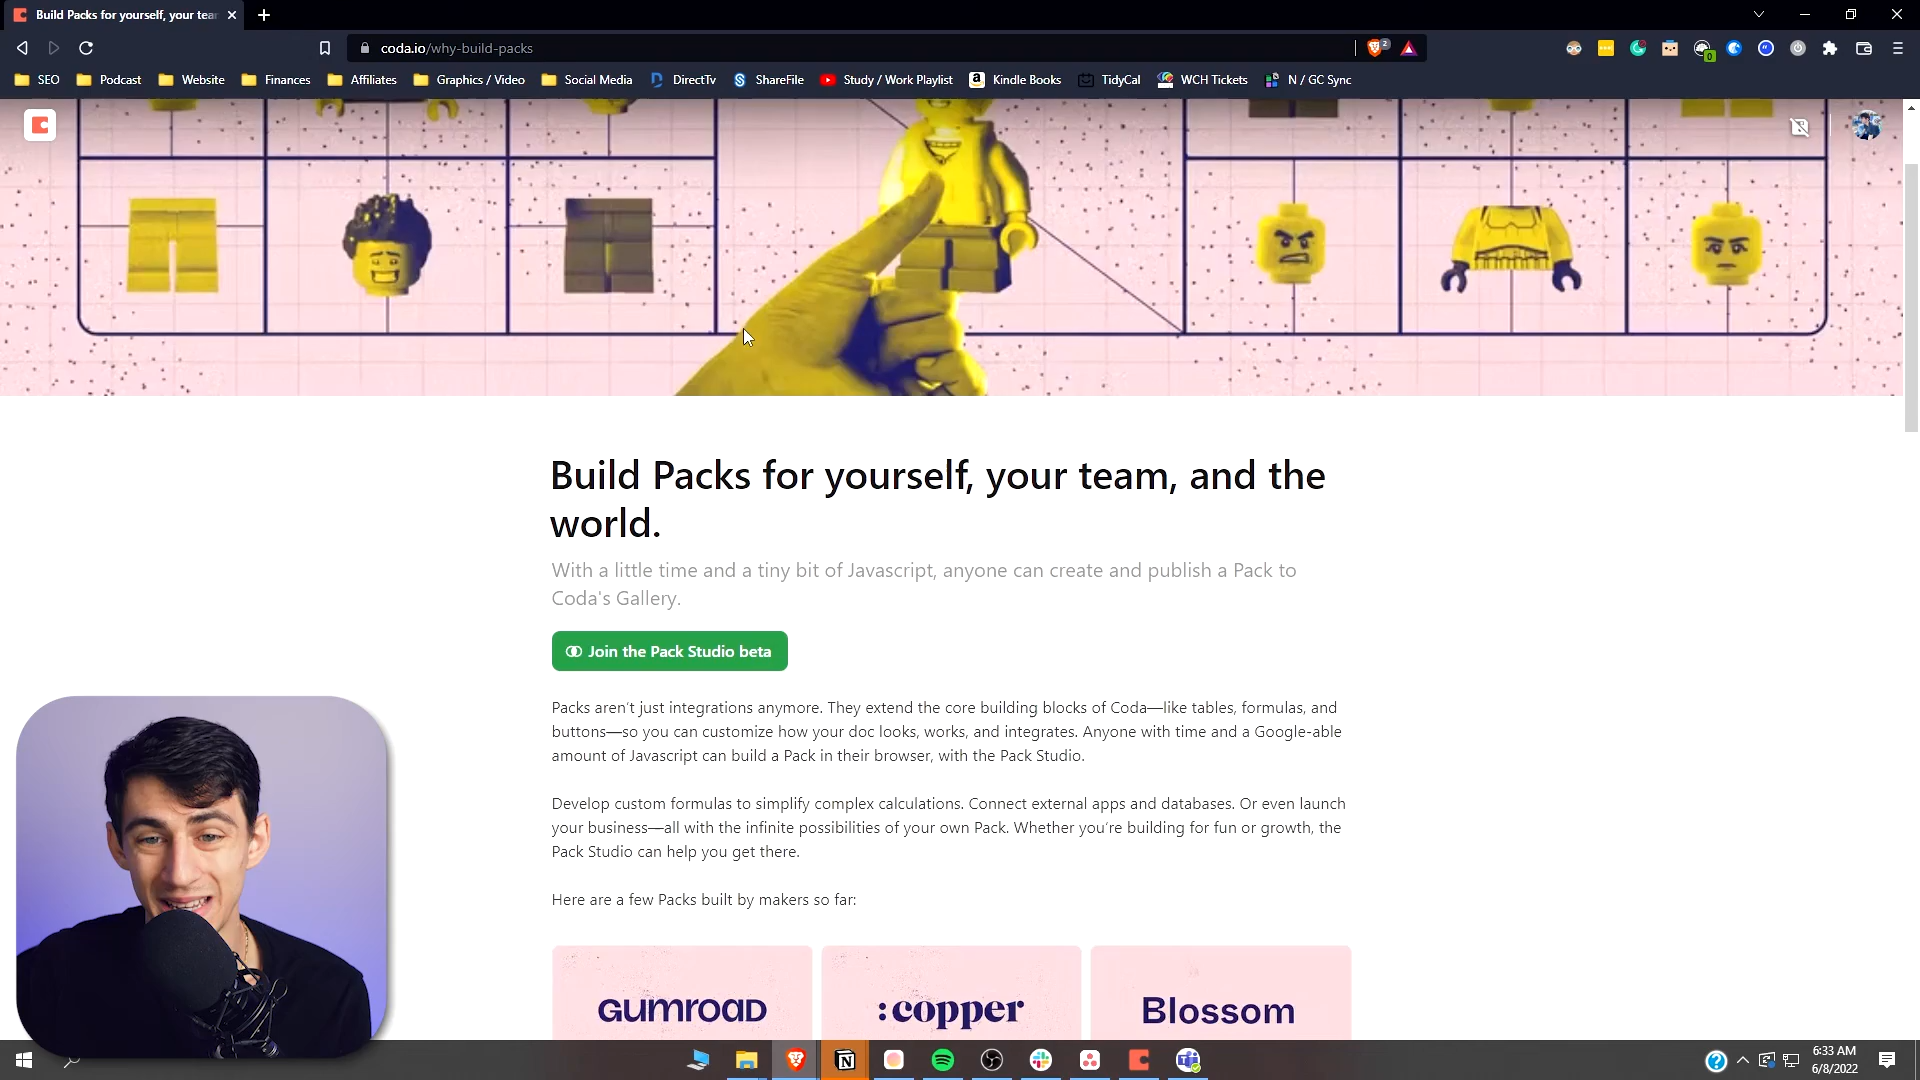 Build Packs for yourself, your tea
coda.io/why-build-packs
2
0
SEO
Podcast
Website
Finances
Affiliates
Graphics / Video
Social Media
DirectTv
ShareFile
Study / Work Playlist
Kindle Books
TidyCal
WCH Tickets
N / GC Sync
Build Packs for yourself, your team, and the
world.
With a little time and a tiny bit of Javascript, anyone can create and publish a Pack to
Coda's Gallery.
Join the Pack Studio beta
Packs aren't just integrations anymore. They extend the core building blocks of Coda—like tables, formulas, and
buttons—so you can customize how your doc looks, works, and integrates. Anyone with time and a Google-able
amount of Javascript can build a Pack in their browser, with the Pack Studio.
Develop custom formulas to simplify complex calculations. Connect external apps and databases. Or even launch
your business—all with the infinite possibilities of your own Pack. Whether you're building for fun or growth, the
Pack Studio can help you get there.
Here are a few Packs built by makers so far:
GUMROAD
:copper
Blossom
6:33 AM
6/8/2022